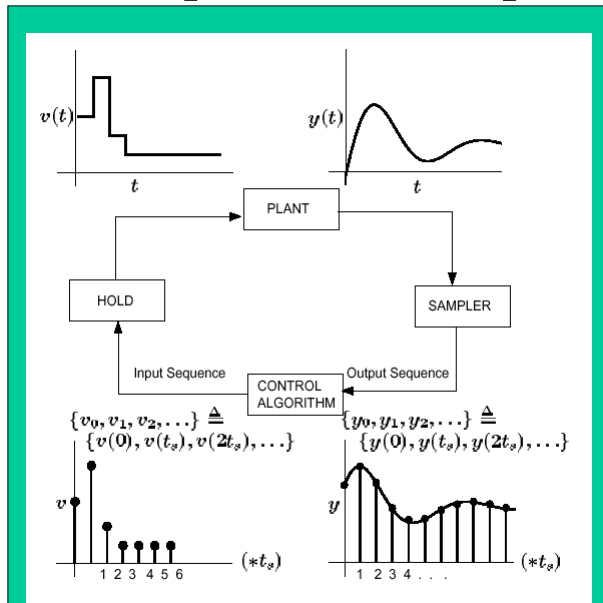 v(t)
t
y(t)
t
PLANT
HOLD
SAMPLER
Input Sequence
Output Sequence
CONTROL
ALGORITHM
{v₀, v₁, v₂, . . .} ≜
{v(0), v(tₛ), v(2tₛ), . . .}
{y₀, y₁, y₂, . . .} ≜
{y(0), y(tₛ), y(2tₛ), . . .}
v
(*tₛ)
1 2 3 4 5 6
y
(*tₛ)
1 2 3 4 . . .